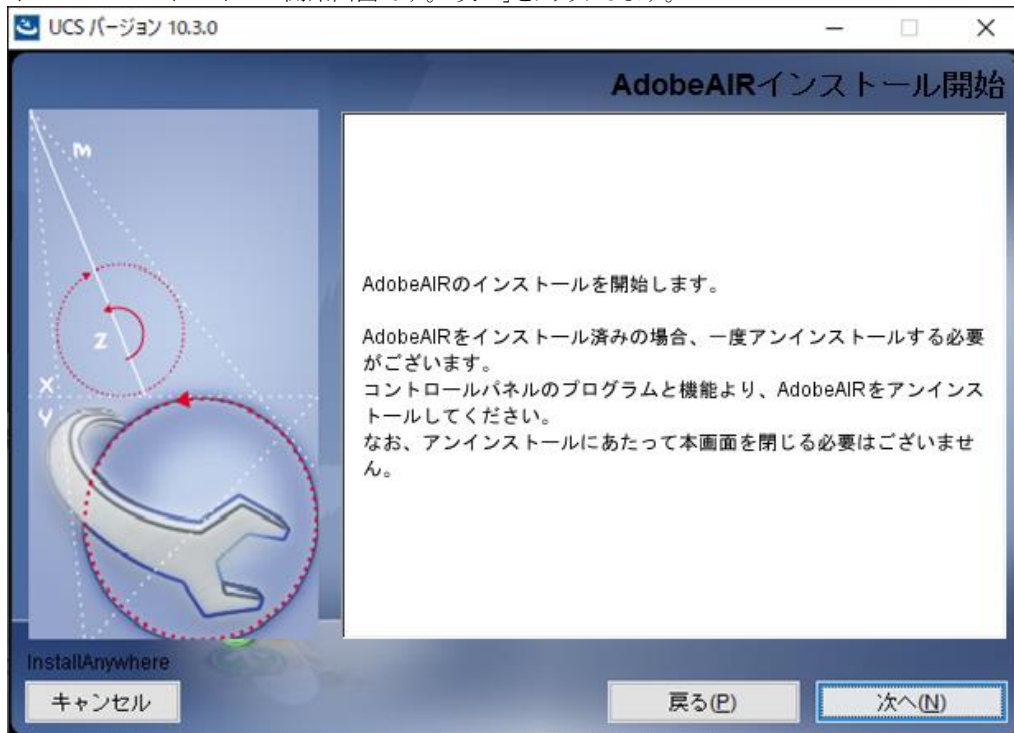 UCS バージョン 10.3.0
AdobeAIRインストール開始
M
Z
X
Y
AdobeAIRのインストールを開始します。
AdobeAIRをインストール済みの場合、一度アンインストールする必要
がございます。
コントロールパネルのプログラムと機能より、AdobeAIRをアンインス
トールしてください。
なお、アンインストールにあたって本画面を閉じる必要はございませ
ん。
InstallAnywhere
キャンセル
戻る(P)
次へ(N)